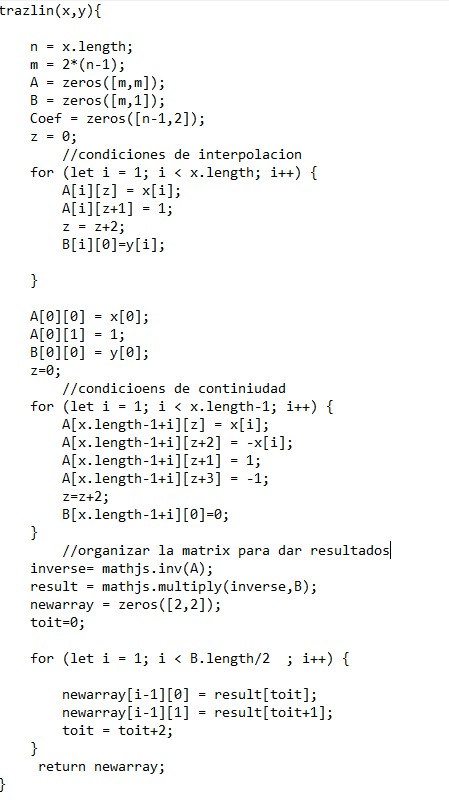 trazlin(x,y){
n = x.length;
m = 2*(n-1);
A = zeros([m,m]);
B = zeros([m,1]);
Coef = zeros([n-1,2]);
z = 0;
//condiciones de interpolacion
for (let i = 1; i < x.length; i++) {
A[i][z] = x[i];
A[i][z+1] = 1;
z = z+2;
B[i][0]=y[i];
}
A[0][0] = x[0];
A[0][1] = 1;
B[0][0] = y[0];
z=0;
//condicioens de continiudad
for (let i = 1; i < x.length-1; i++) {
A[x.length-1+i][z] = x[i];
A[x.length-1+i][z+2] = -x[i];
A[x.length-1+i][z+1] = 1;
A[x.length-1+i][z+3] = -1;
z=z+2;
B[x.length-1+i][0]=0;
}
//organizar la matrix para dar resultados
inverse= mathjs.inv(A);
result = mathjs.multiply(inverse,B);
newarray = zeros([2,2]);
toit=0;
for (let i = 1; i < B.length/2  ; i++) {
newarray[i-1][0] = result[toit];
newarray[i-1][1] = result[toit+1];
toit = toit+2;
}
return newarray;
}